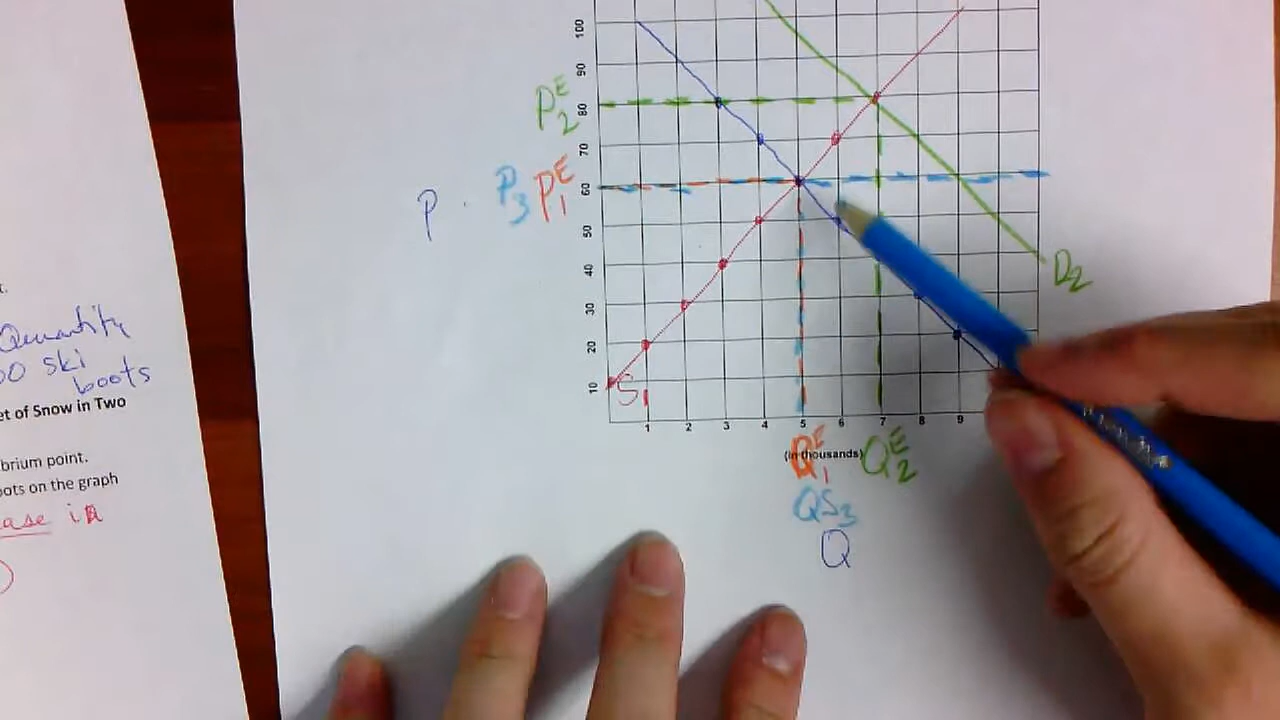 Quantity
00 ski
boots
et of Snow in Two
brium point.
oots on the graph
ase in
100
90
P₂ᴱ
80
70
P P₃ P₁ᴱ
60
50
40
30
20
10
S₁
D₂
1 2 3 4 5 6 7 8 9
Q₁ᴱ (in thousands) Q₂ᴱ
QS₃
Q